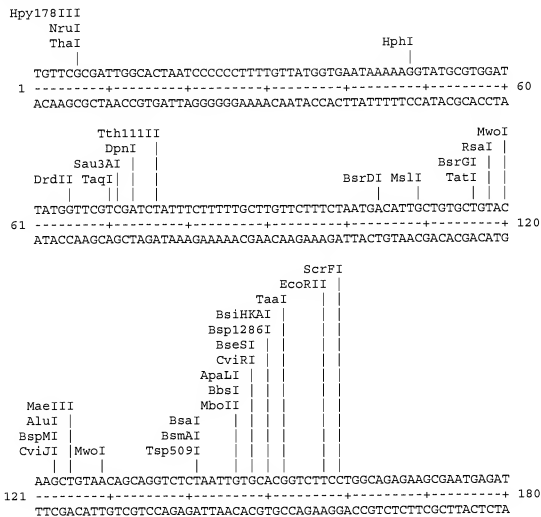 Hpy178III
NruI
ThaI HphI
TGTTCGCGATTGGCACTAATCCCCCCTTTTGTTATGGTGAATAAAAAGGTATGCGTGGAT
1 ---------+---------+---------+---------+---------+---------+ 60
ACAAGCGCTAACCGTGATTAGGGGGGAAAACAATACCACTTATTTTTCCATACGCACCTA
MwoI
Tth111II RsaI
DpnI BsrGI
Sau3AI TatI
DrdII TaqI BsrDI MslI
TATGGTTCGTCGATCTATTTCTTTTTGCTTGTTCTTTCTAATGACATTGCTGTGCTGTAC
61 ---------+---------+---------+---------+---------+---------+ 120
ATACCAAGCAGCTAGATAAAGAAAAACGAACAAGAAAGATTACTGTAACGACACGACATG
ScrFI
EcoRII
TaaI
BsiHKAI
Bsp1286I
BseSI
CviRI
ApaLI
BbsI
MaeIII MboII
AluI BsaI
BspMI BsmAI
CviJI MwoI Tsp509I
AAGCTGTAACAGCAGGTCTCTAATTGTGCACGGTCTTCCTGGCAGAGAAGCGAATGAGAT
121 ---------+---------+---------+---------+---------+---------+ 180
TTCGACATTGTCGTCCAGAGATTAACACGTGCCAGAAGGACCGTCTCTTCGCTTACTCTA